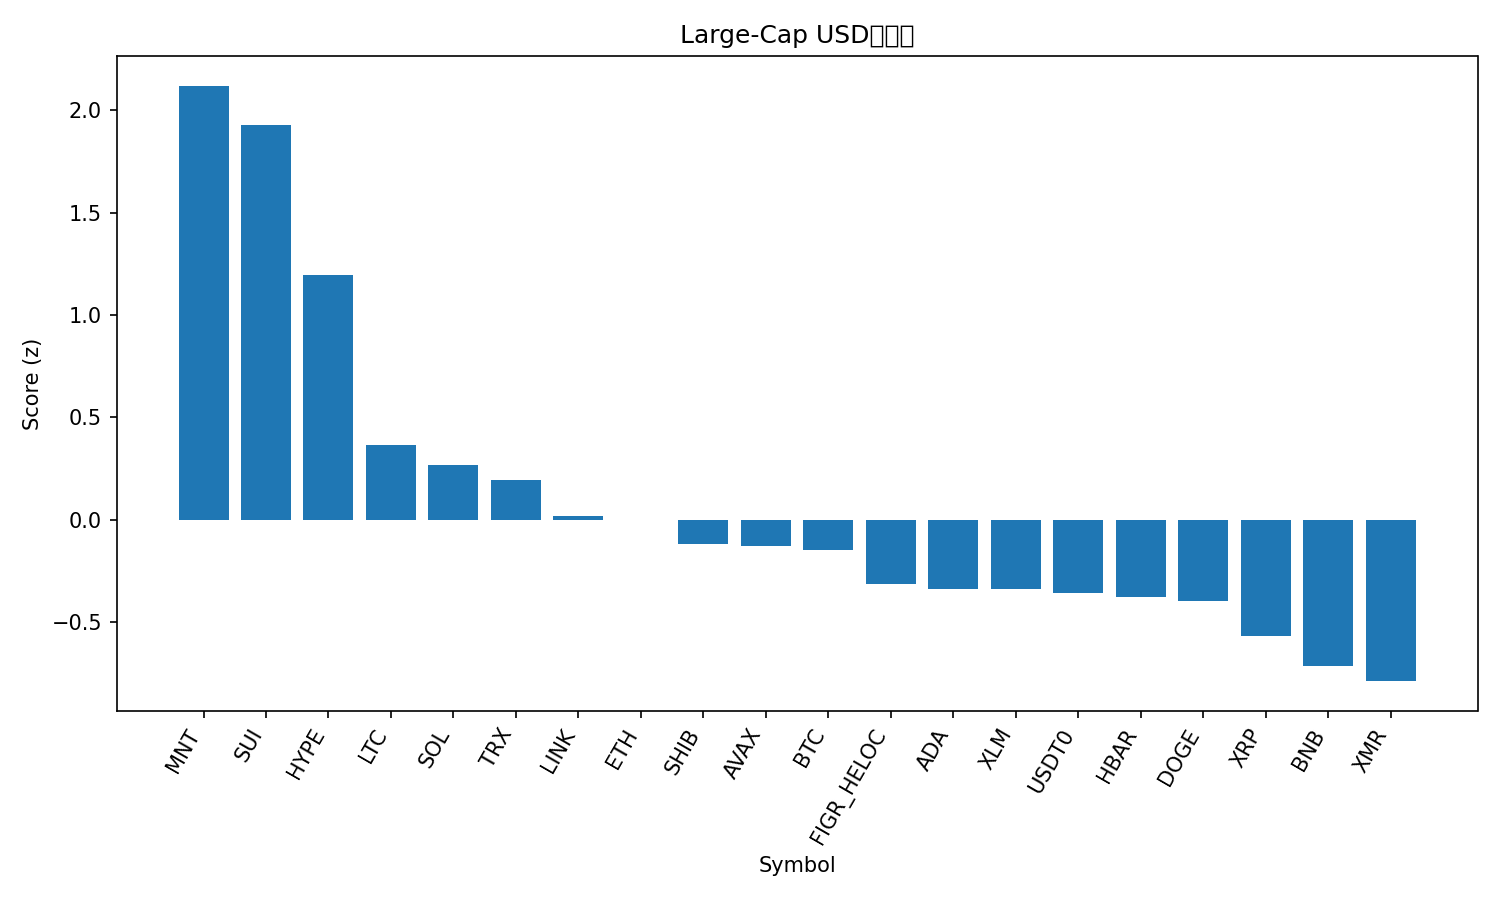 Large-Cap USD
Score (z)
2.0
1.5
1.0
0.5
0.0
−0.5
MNT
SUI
HYPE
LTC
SOL
TRX
LINK
ETH
SHIB
AVAX
BTC
FIGR_HELOC
ADA
XLM
USDT0
HBAR
DOGE
XRP
BNB
XMR
Symbol